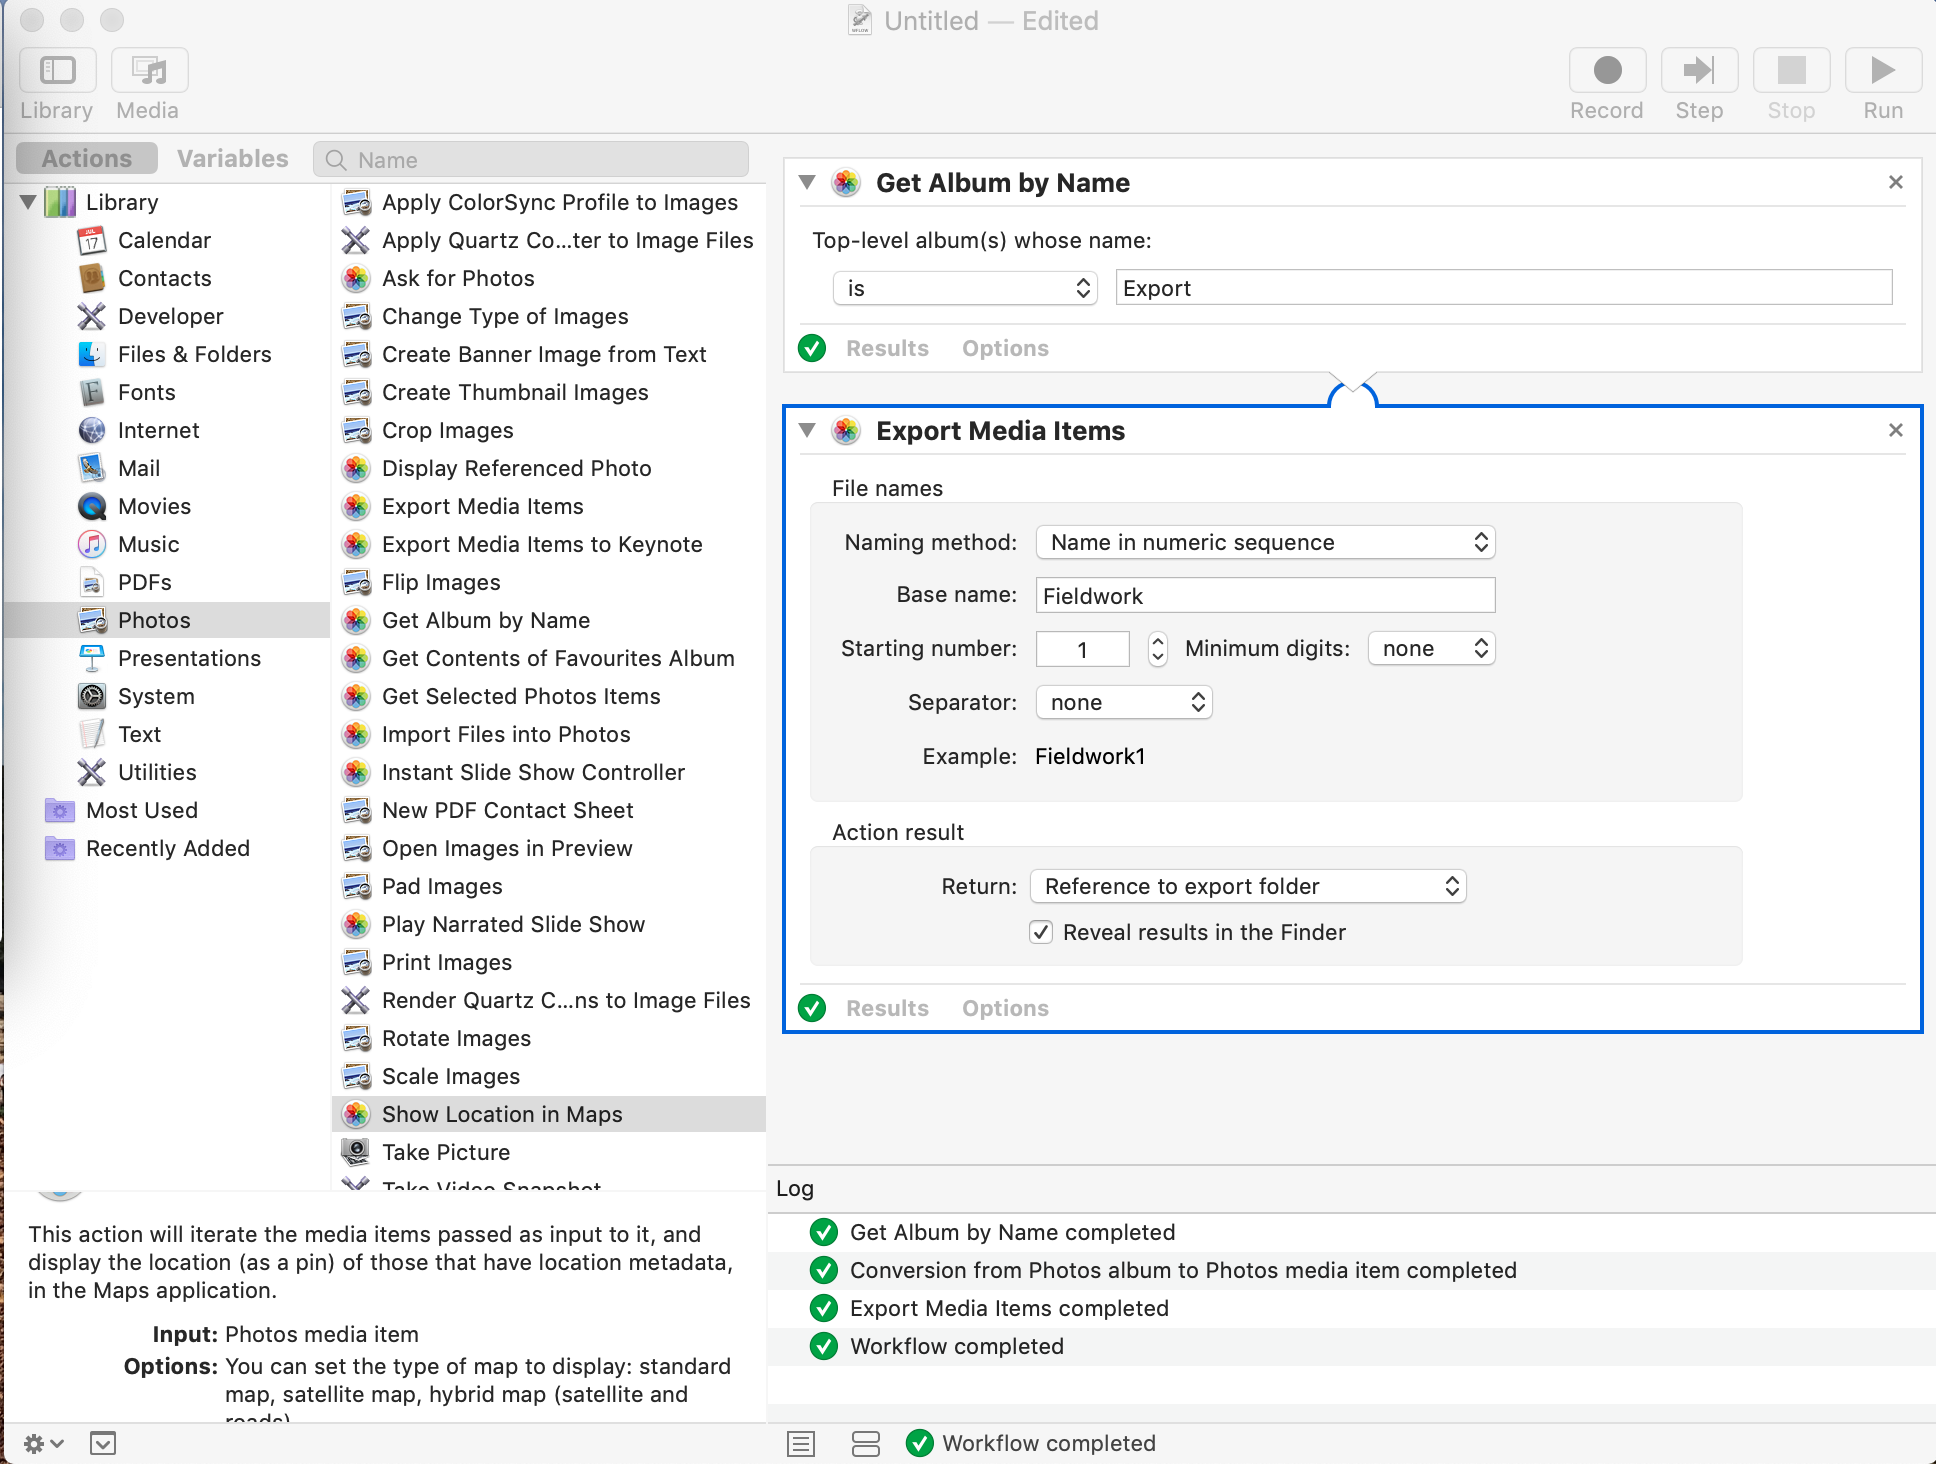 Untitled — Edited
Library
Media
Record
Step
Stop
Run
Actions
Variables
Name
Library
Calendar
Contacts
Developer
Files & Folders
Fonts
Internet
Mail
Movies
Music
PDFs
Photos
Presentations
System
Text
Utilities
Most Used
Recently Added
Apply ColorSync Profile to Images
Apply Quartz Co...ter to Image Files
Ask for Photos
Change Type of Images
Create Banner Image from Text
Create Thumbnail Images
Crop Images
Display Referenced Photo
Export Media Items
Export Media Items to Keynote
Flip Images
Get Album by Name
Get Contents of Favourites Album
Get Selected Photos Items
Import Files into Photos
Instant Slide Show Controller
New PDF Contact Sheet
Open Images in Preview
Pad Images
Play Narrated Slide Show
Print Images
Render Quartz C...ns to Image Files
Rotate Images
Scale Images
Show Location in Maps
Take Picture
Take Video Snapshot
This action will iterate the media items passed as input to it, and
display the location (as a pin) of those that have location metadata,
in the Maps application.
Input: Photos media item
Options: You can set the type of map to display: standard
map, satellite map, hybrid map (satellite and
roads)
Get Album by Name
Top-level album(s) whose name:
is
Export
Results
Options
Export Media Items
File names
Naming method: Name in numeric sequence
Base name: Fieldwork
Starting number: 1 Minimum digits: none
Separator: none
Example: Fieldwork1
Action result
Return: Reference to export folder
Reveal results in the Finder
Results
Options
Log
Get Album by Name completed
Conversion from Photos album to Photos media item completed
Export Media Items completed
Workflow completed
Workflow completed